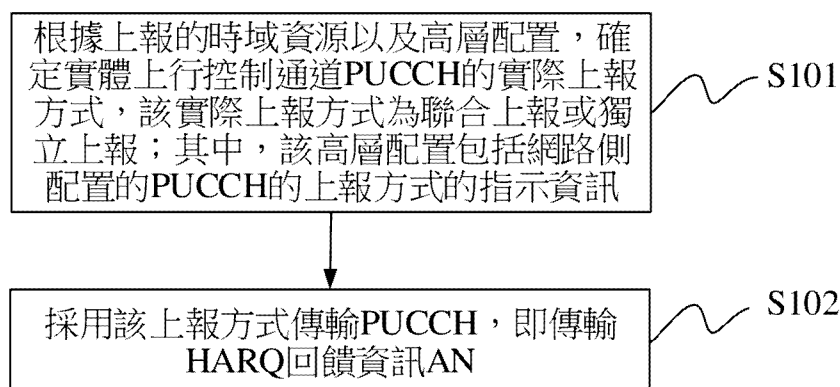 根據上報的時域資源以及高層配置，確
定實體上行控制通道PUCCH的實際上報
方式，該實際上報方式為聯合上報或獨
立上報；其中，該高層配置包括網路側
配置的PUCCH的上報方式的指示資訊
S101
採用該上報方式傳輸PUCCH，即傳輸
HARQ回饋資訊AN
S102